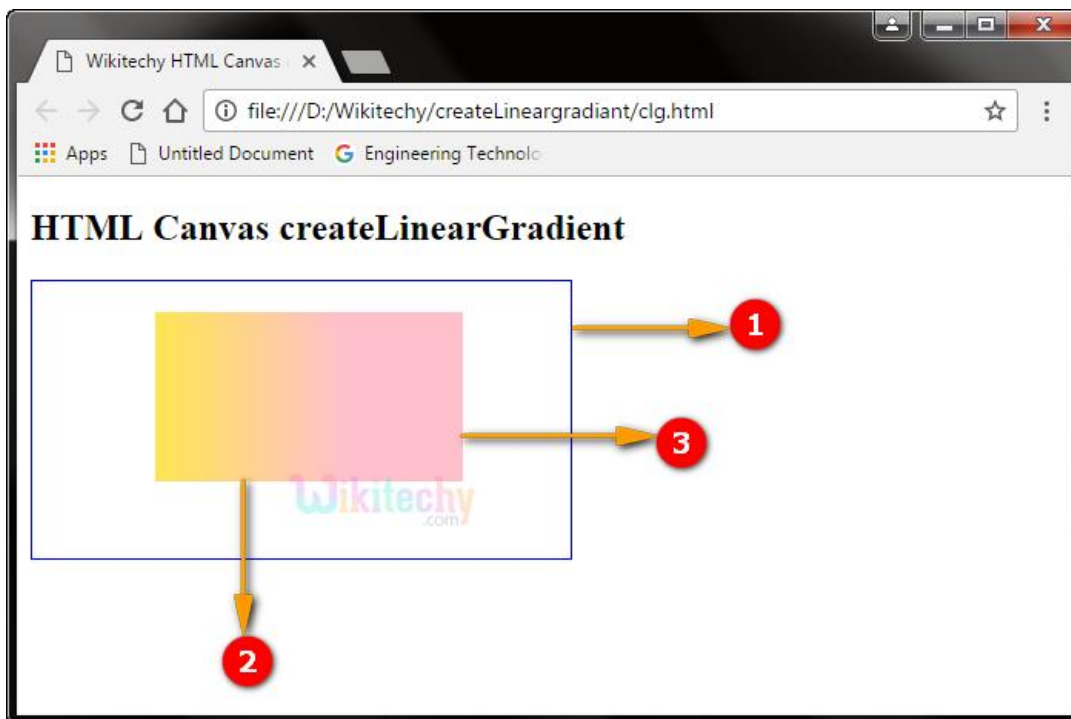 Wikitechy HTML Canvas
file:///D:/Wikitechy/createLineargradiant/clg.html
Apps Untitled Document Engineering Technolo
HTML Canvas createLinearGradient
1
3
Wikitechy
.com
2